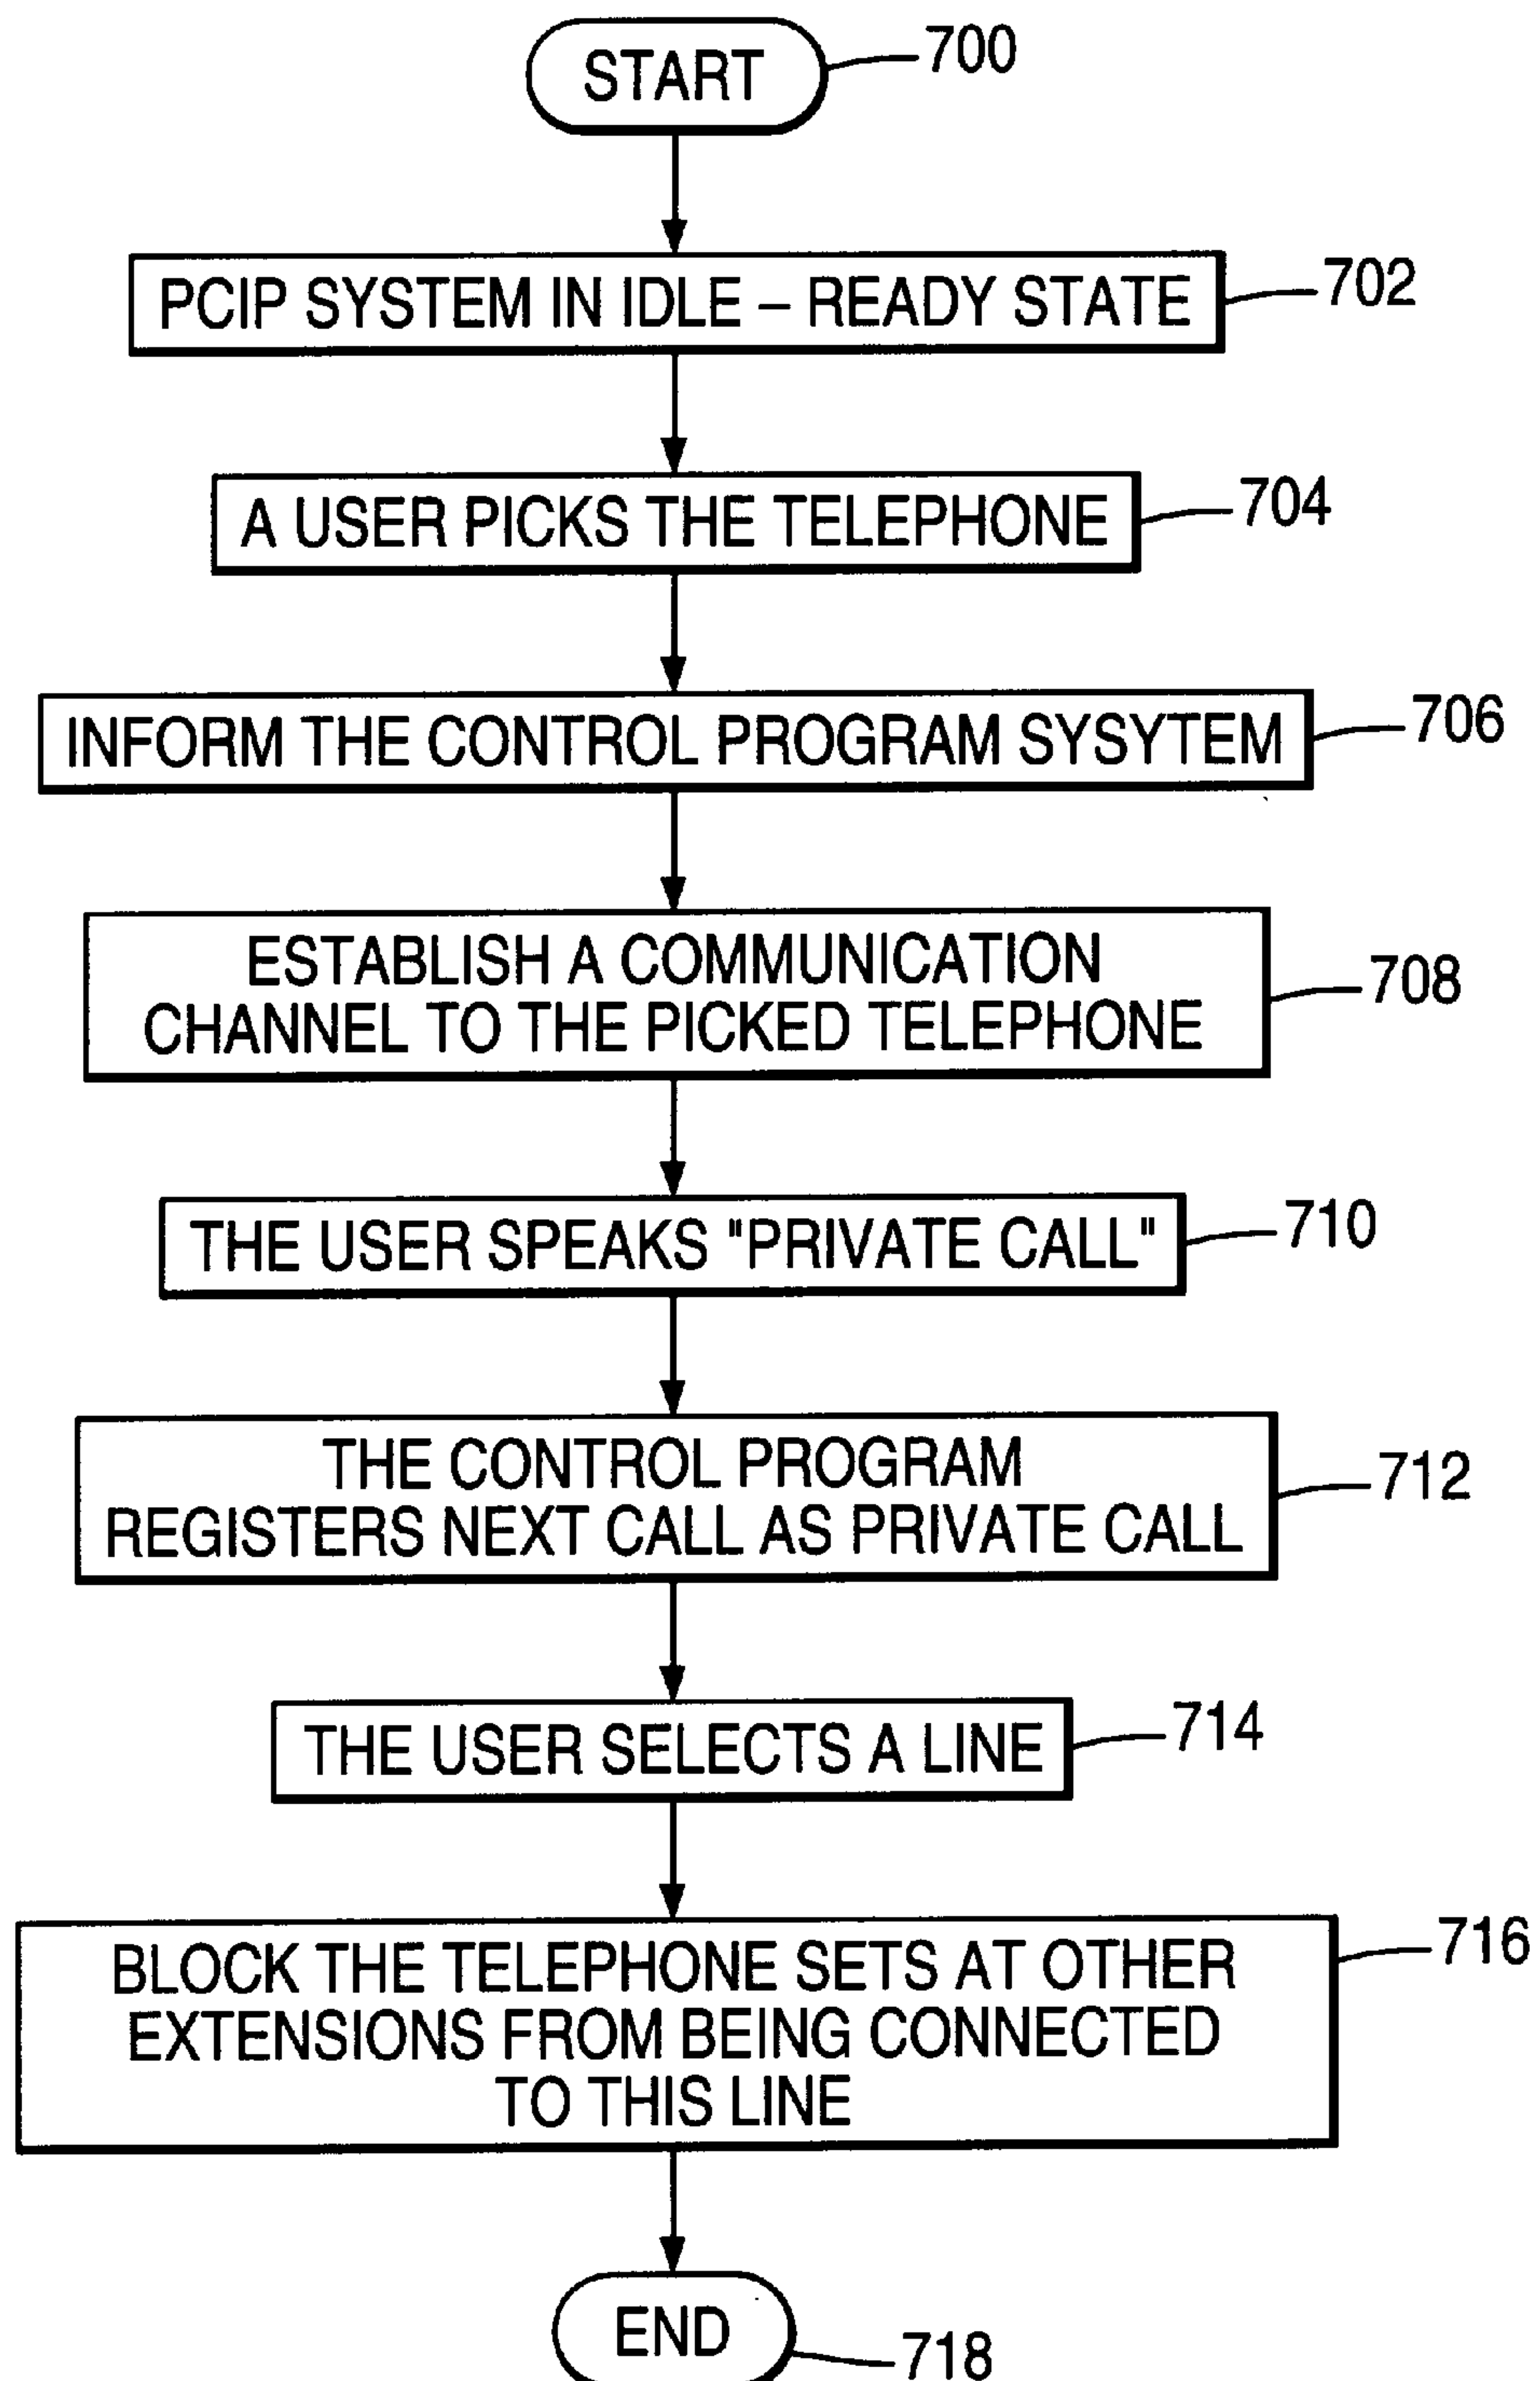 START
700
PCIP SYSTEM IN IDLE – READY STATE
702
A USER PICKS THE TELEPHONE
704
INFORM THE CONTROL PROGRAM SYSYTEM
706
ESTABLISH A COMMUNICATION
CHANNEL TO THE PICKED TELEPHONE
708
THE USER SPEAKS "PRIVATE CALL"
710
THE CONTROL PROGRAM
REGISTERS NEXT CALL AS PRIVATE CALL
712
THE USER SELECTS A LINE
714
BLOCK THE TELEPHONE SETS AT OTHER
EXTENSIONS FROM BEING CONNECTED
TO THIS LINE
716
END
718